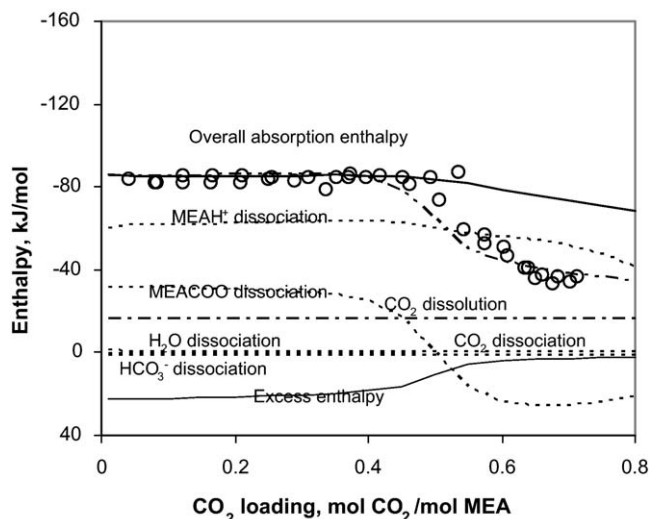 -160
-120
Overall absorption enthalpy
-80
MEAH⁺ dissociation
-40
MEACOO⁻ dissociation
CO₂ dissolution
H₂O dissociation
CO₂ dissociation
0
HCO₃⁻ dissociation
Excess enthalpy
40
0 0.2 0.4 0.6 0.8
Enthalpy, kJ/mol
CO₂ loading, mol CO₂/mol MEA